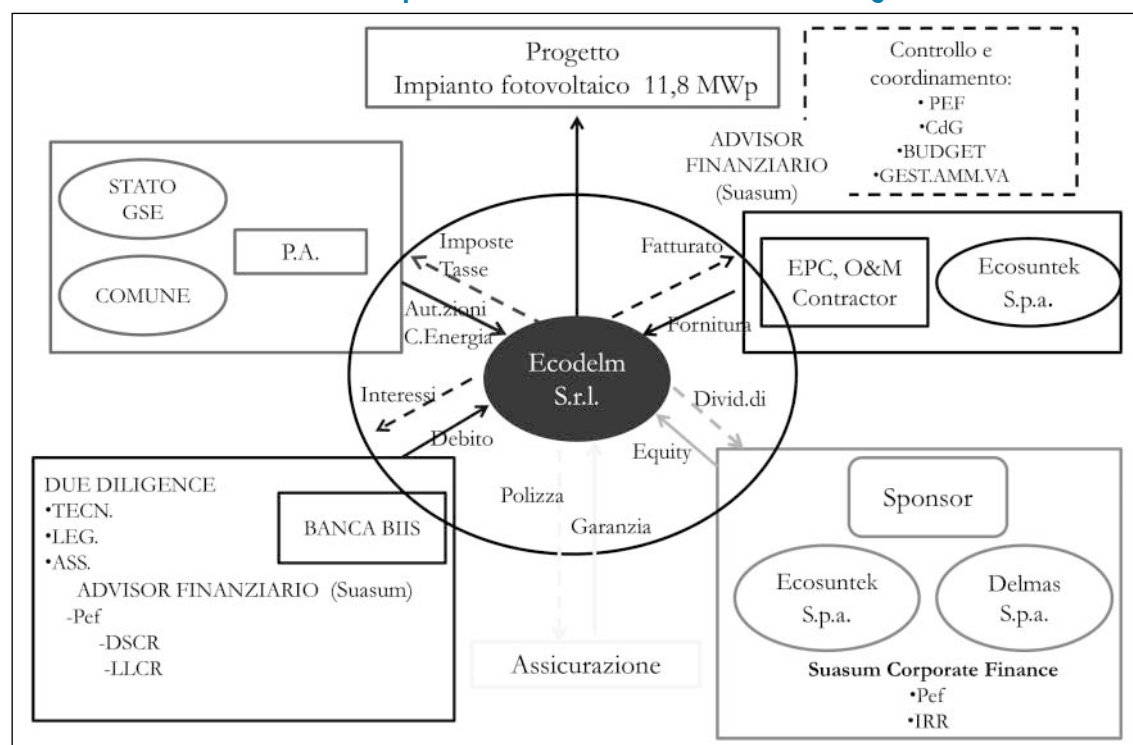 Progetto
Impianto fotovoltaico 11,8 MWp
Controllo e
coordinamento:
• PEF
•CdG
•BUDGET
•GEST.AMM.VA
ADVISOR
FINANZIARIO
(Suasum)
STATO
GSE
P.A.
COMUNE
Imposte
Tasse
Aut.zioni
C.Energia
Fatturato
Fornitura
EPC, O&M
Contractor
Ecosuntek
S.p.a.
Ecodelm
S.r.l.
Interessi
Debito
Divid.di
Equity
Polizza
Garanzia
DUE DILIGENCE
•TECN.
•LEG.
•ASS.
BANCA BIIS
ADVISOR FINANZIARIO (Suasum)
-Pef
-DSCR
-LLCR
Assicurazione
Sponsor
Ecosuntek
S.p.a.
Delmas
S.p.a.
Suasum Corporate Finance
•Pef
•IRR